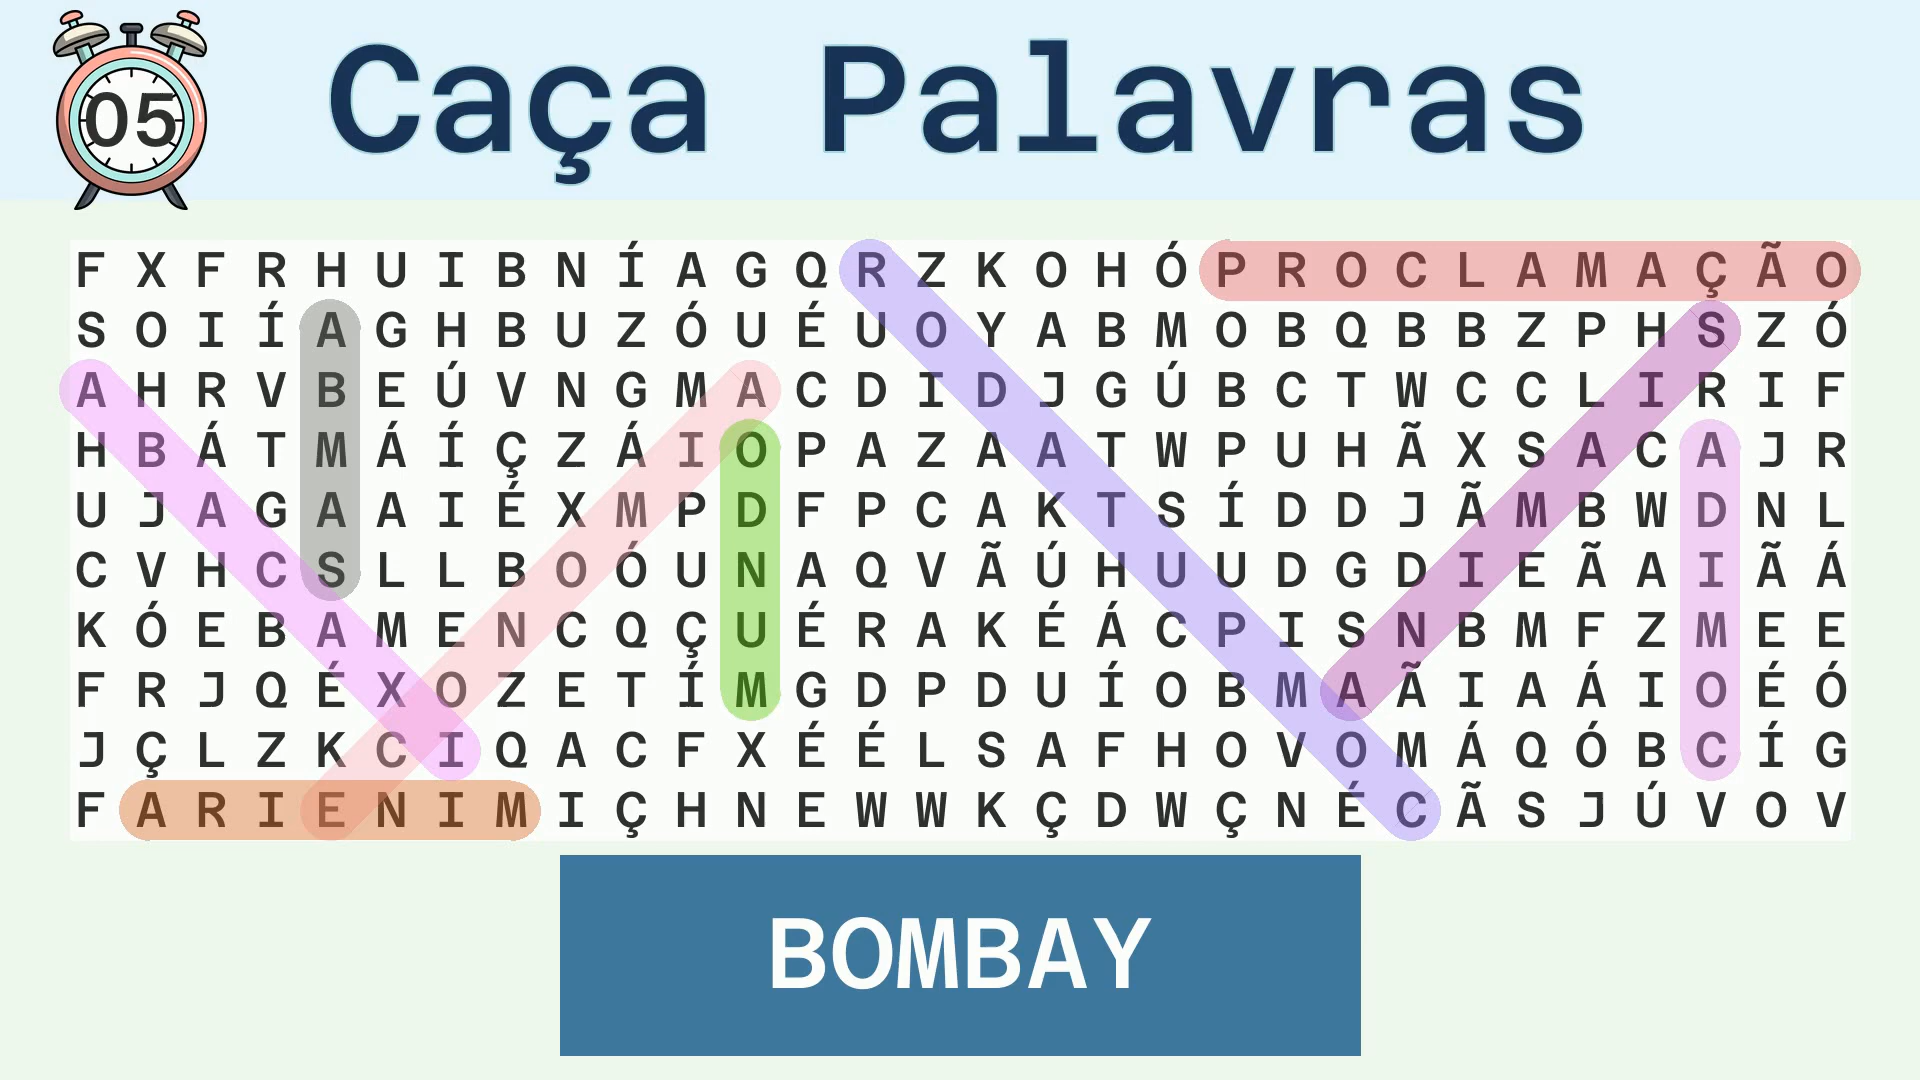 05
Caça Palavras
F X F R H U I B N Í A G Q R Z K O H Ó P R O C L A M A Ç Ã O
S O I Í A G H B U Z Ó U É U O Y A B M O B Q B B Z P H S Z Ó
A H R V B E Ú V N G M A C D I D J G Ú B C T W C C L I R I F
H B Á T M Á Í Ç Z Á I O P A Z A A T W P U H Ã X S A C A J R
U J A G A A I É X M P D F P C A K T S Í D D J Ã M B W D N L
C V H C S L L B O Ó U N A Q V Ã Ú H U U D G D I E Ã A I Ã Á
K Ó E B A M E N C Q Ç U É R A K É Á C P I S N B M F Z M E E
F R J Q É X O Z E T Í M G D P D U Í O B M A Ã I A Á I O É Ó
J Ç L Z K C I Q A C F X É É L S A F H O V O M Á Q Ó B C Í G
F A R I E N I M I Ç H N E W W K Ç D W Ç N É C Ã S J Ú V O V
BOMBAY